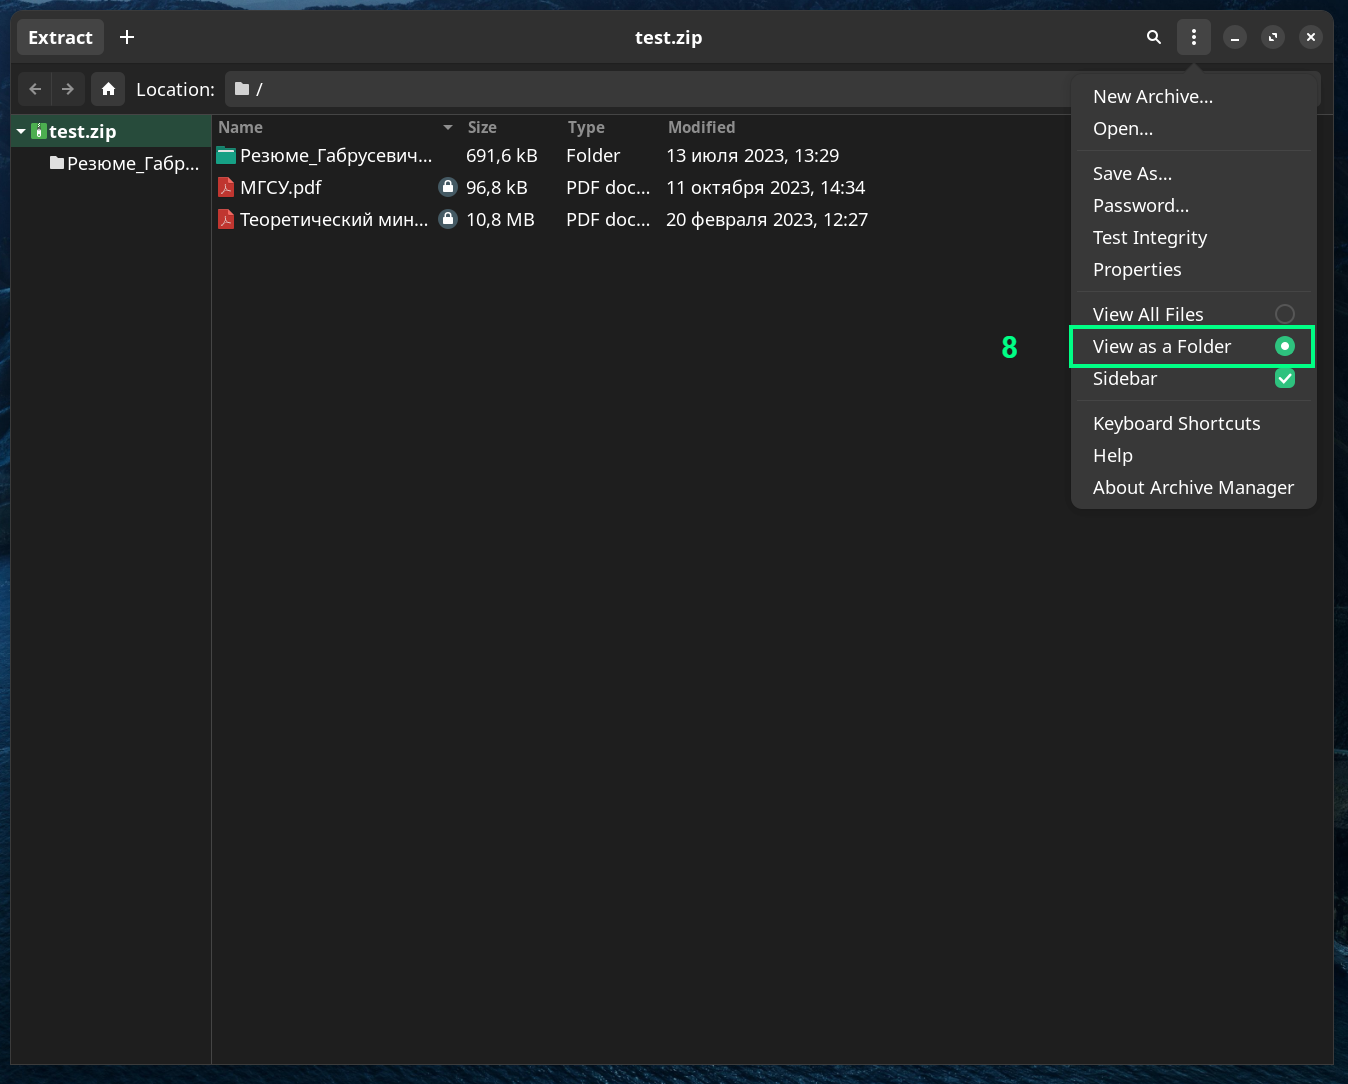 Extract + test.zip
Location: /
test.zip
Резюме_Габр...
Name Size Type Modified
Резюме_Габрусевич... 691,6 kB Folder 13 июля 2023, 13:29
МГСУ.pdf 96,8 kB PDF doc... 11 октября 2023, 14:34
Теоретический мин... 10,8 MB PDF doc... 20 февраля 2023, 12:27
New Archive...
Open...
Save As...
Password...
Test Integrity
Properties
View All Files
8 View as a Folder
Sidebar
Keyboard Shortcuts
Help
About Archive Manager